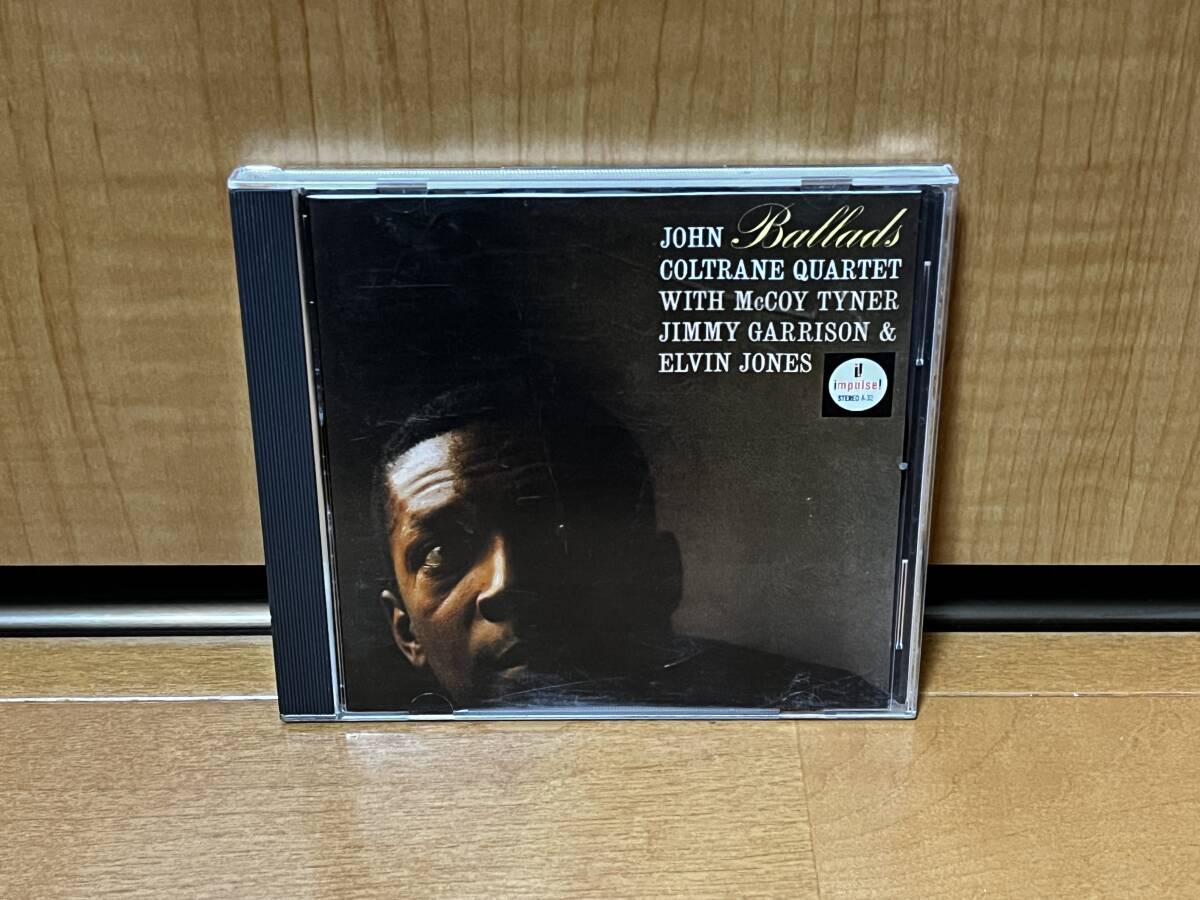 JOHN Ballads
COLTRANE QUARTET
WITH McCOY TYNER
JIMMY GARRISON &
ELVIN JONES
impulse!
STEREO A-32